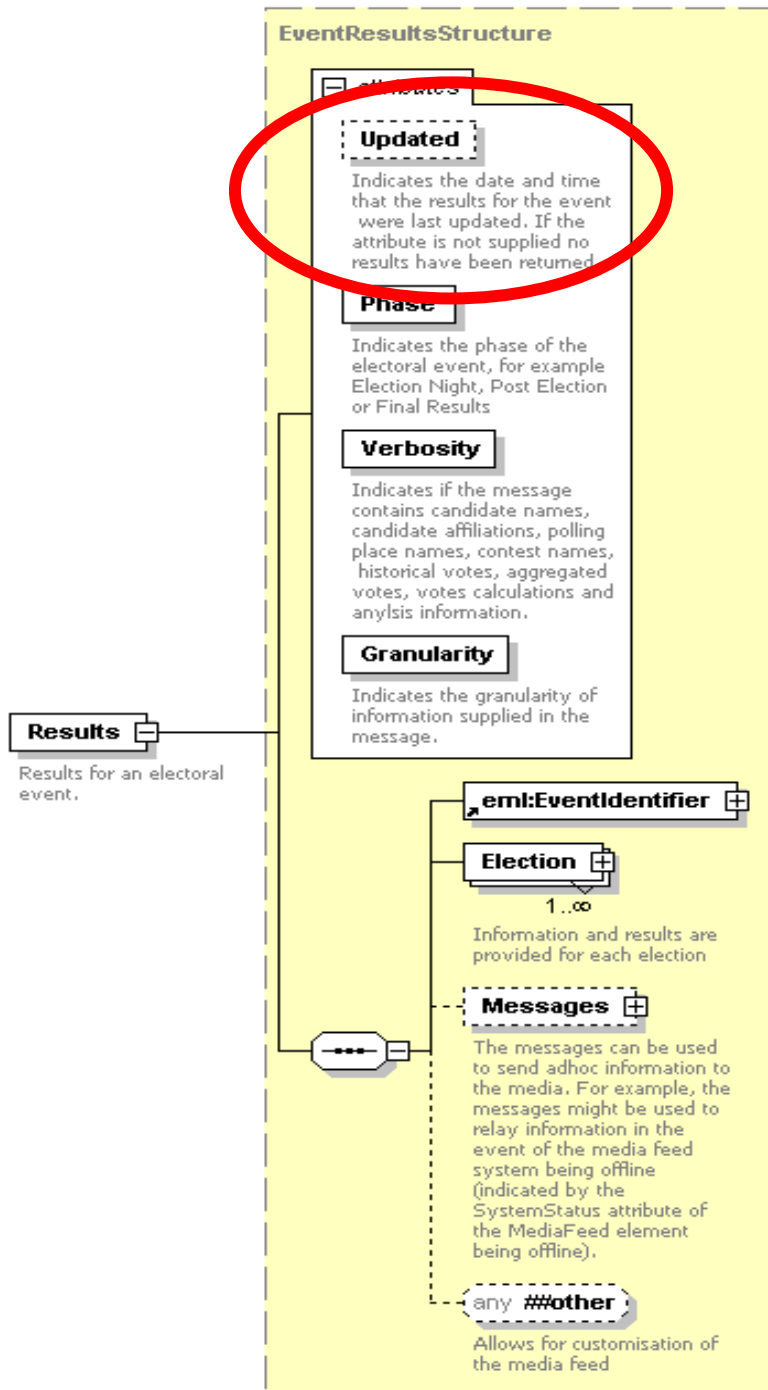 EventResultsStructure
attributes
Updated
Indicates the date and time
that the results for the event
were last updated. If the
attribute is not supplied no
results have been returned
Phase
Indicates the phase of the
electoral event, for example
Election Night, Post Election
or Final Results
Verbosity
Indicates if the message
contains candidate names,
candidate affiliations, polling
place names, contest names,
historical votes, aggregated
votes, votes calculations and
anylsis information.
Granularity
Indicates the granularity of
information supplied in the
message.
Results
Results for an electoral
event.
eml:EventIdentifier
Election
1..∞
Information and results are
provided for each election
Messages
The messages can be used
to send adhoc information to
the media. For example, the
messages might be used to
relay information in the
event of the media feed
system being offline
(indicated by the
SystemStatus attribute of
the MediaFeed element
being offline).
any ##other
Allows for customisation of
the media feed